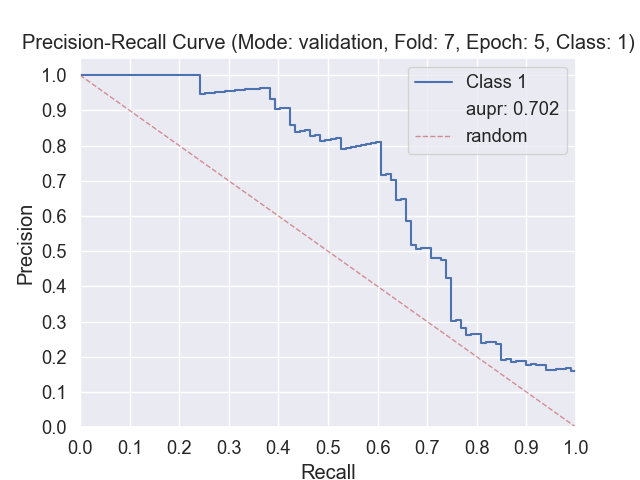 Precision-Recall Curve (Mode: validation, Fold: 7, Epoch: 5, Class: 1)
Class 1
aupr: 0.702
random
Precision
1.0
0.9
0.8
0.7
0.6
0.5
0.4
0.3
0.2
0.1
0.0
0.0 0.1 0.2 0.3 0.4 0.5 0.6 0.7 0.8 0.9 1.0
Recall